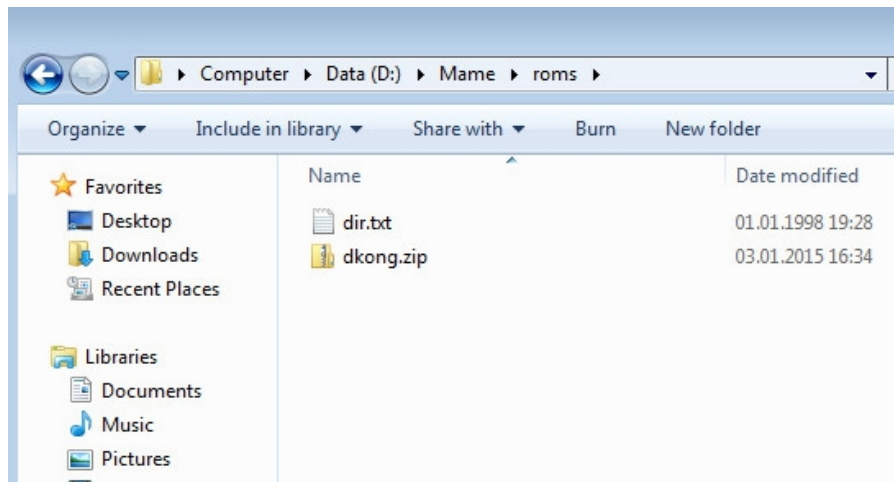 Computer Data (D:) Mame roms
Organize Include in library Share with Burn New folder
Favorites
Desktop
Downloads
Recent Places
Libraries
Documents
Music
Pictures
Name Date modified
dir.txt 01.01.1998 19:28
dkong.zip 03.01.2015 16:34